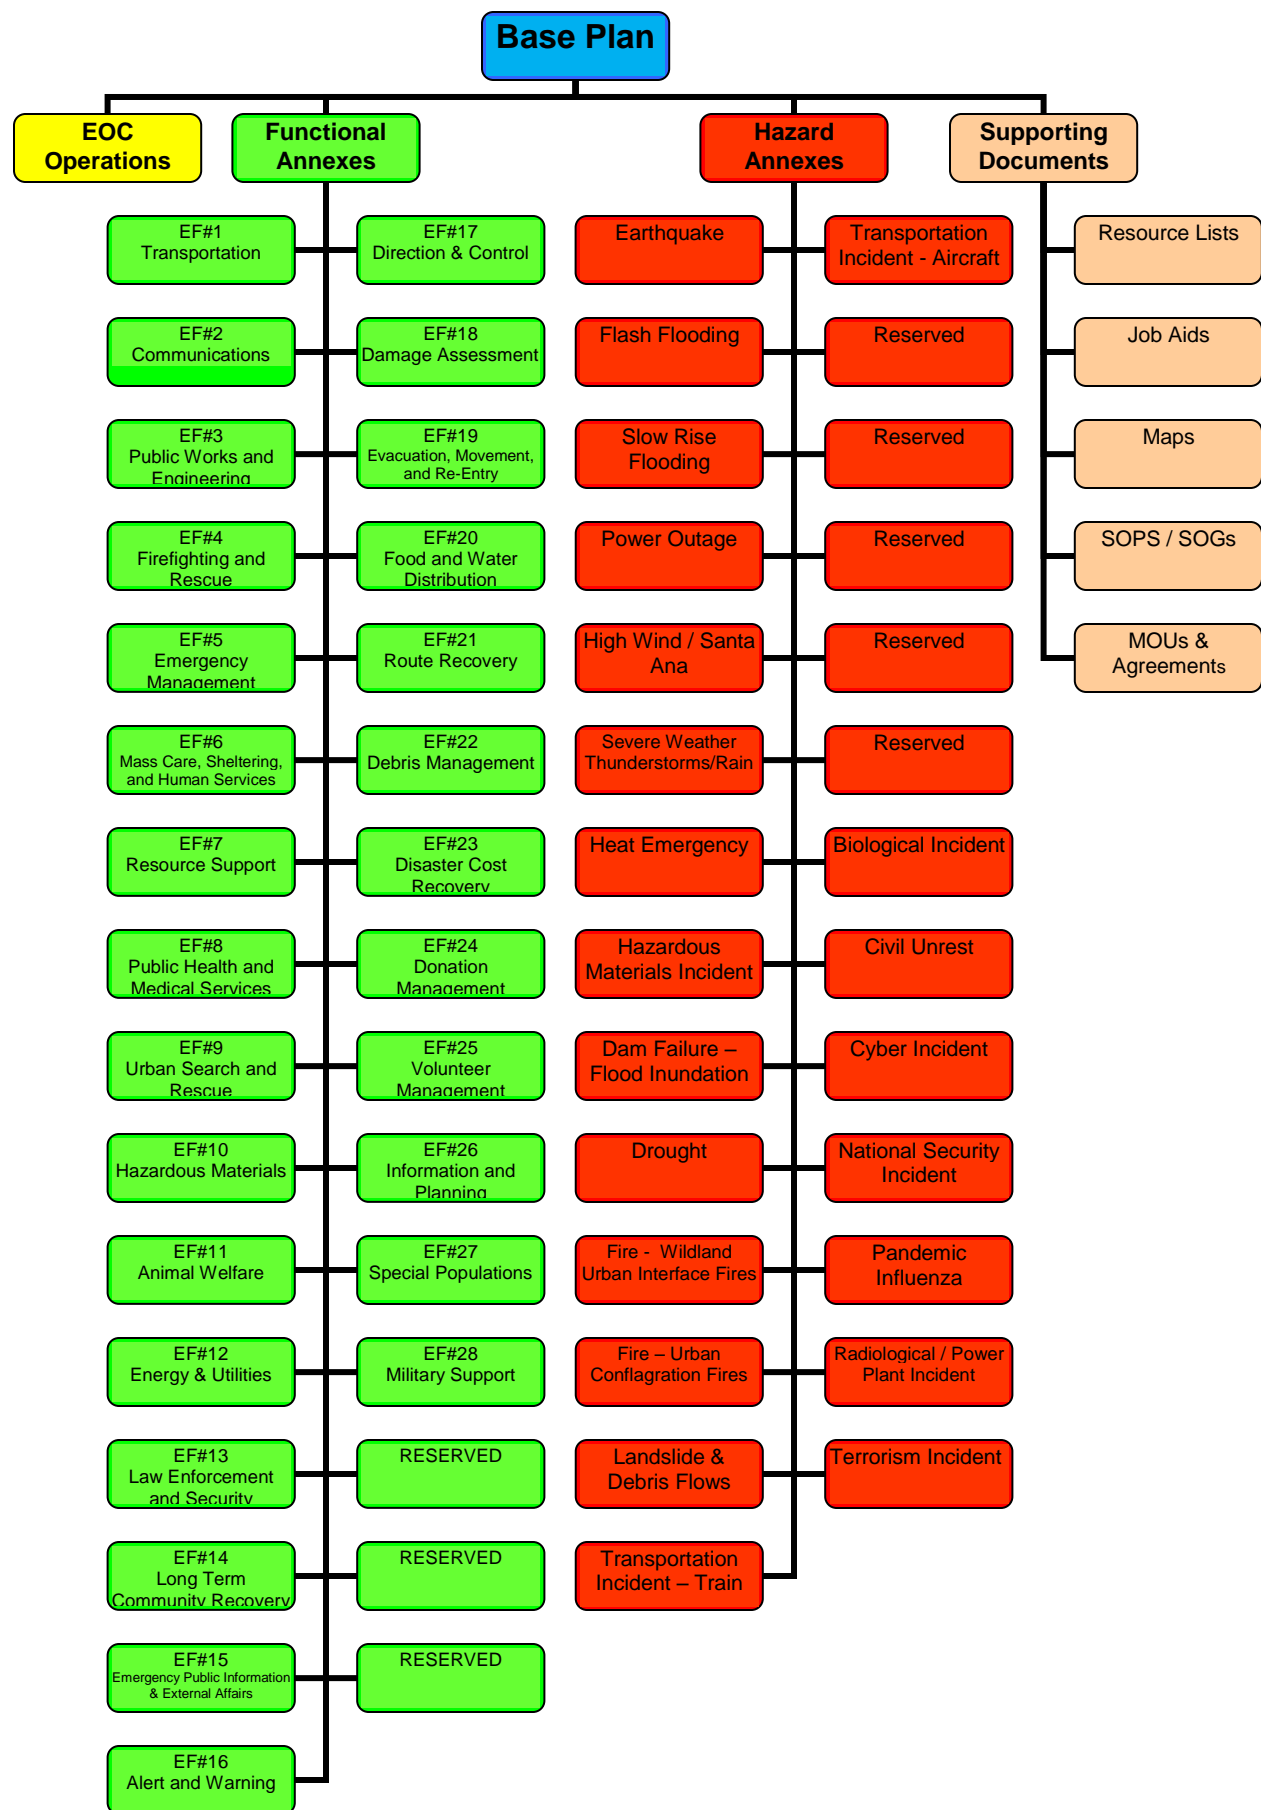 Base Plan
EOC
Operations
Functional
Annexes
Hazard
Annexes
Supporting
Documents
EF#1
Transportation
EF#17
Direction & Control
Earthquake
Transportation
Incident - Aircraft
Resource Lists
EF#2
Communications
EF#18
Damage Assessment
Flash Flooding
Reserved
Job Aids
EF#3
Public Works and
Engineering
EF#19
Evacuation, Movement,
and Re-Entry
Slow Rise
Flooding
Reserved
Maps
EF#4
Firefighting and
Rescue
EF#20
Food and Water
Distribution
Power Outage
Reserved
SOPS / SOGs
EF#5
Emergency
Management
EF#21
Route Recovery
High Wind / Santa
Ana
Reserved
MOUs &
Agreements
EF#6
Mass Care, Sheltering,
and Human Services
EF#22
Debris Management
Severe Weather
Thunderstorms/Rain
Reserved
EF#7
Resource Support
EF#23
Disaster Cost
Recovery
Heat Emergency
Biological Incident
EF#8
Public Health and
Medical Services
EF#24
Donation
Management
Hazardous
Materials Incident
Civil Unrest
EF#9
Urban Search and
Rescue
EF#25
Volunteer
Management
Dam Failure –
Flood Inundation
Cyber Incident
EF#10
Hazardous Materials
EF#26
Information and
Planning
Drought
National Security
Incident
EF#11
Animal Welfare
EF#27
Special Populations
Fire - Wildland
Urban Interface Fires
Pandemic
Influenza
EF#12
Energy & Utilities
EF#28
Military Support
Fire – Urban
Conflagration Fires
Radiological / Power
Plant Incident
EF#13
Law Enforcement
and Security
RESERVED
Landslide &
Debris Flows
Terrorism Incident
EF#14
Long Term
Community Recovery
RESERVED
Transportation
Incident – Train
EF#15
Emergency Public Information
& External Affairs
RESERVED
EF#16
Alert and Warning